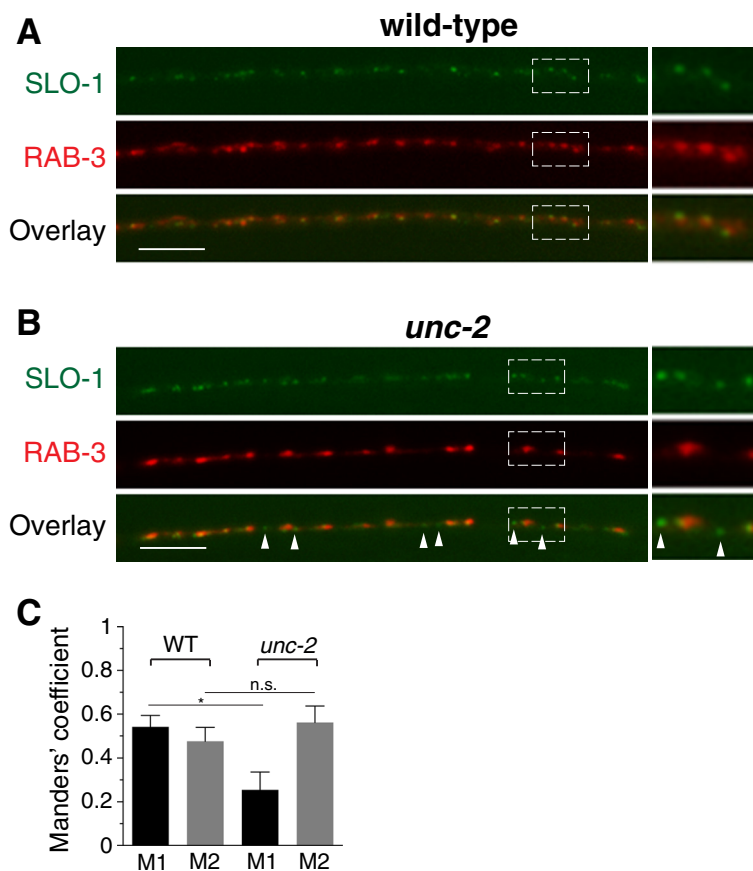 A
wild-type
SLO-1
RAB-3
Overlay
B
unc-2
SLO-1
RAB-3
Overlay
C
Manders' coefficient
1
0.8
0.6
0.4
0.2
0
WT
unc-2
n.s.
*
M1 M2 M1 M2